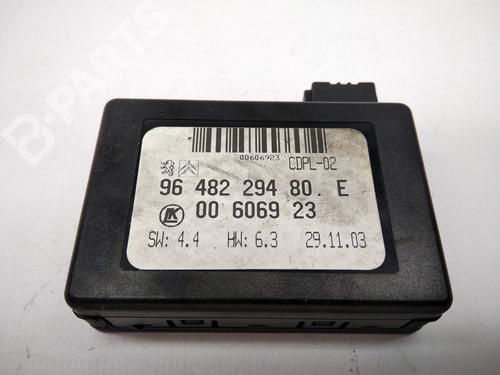 B-PARTS
00606923
CDPL-02
96 482 294 80. E
LK 00 6069 23
SW: 4.4 HW: 6.3 29.11.03